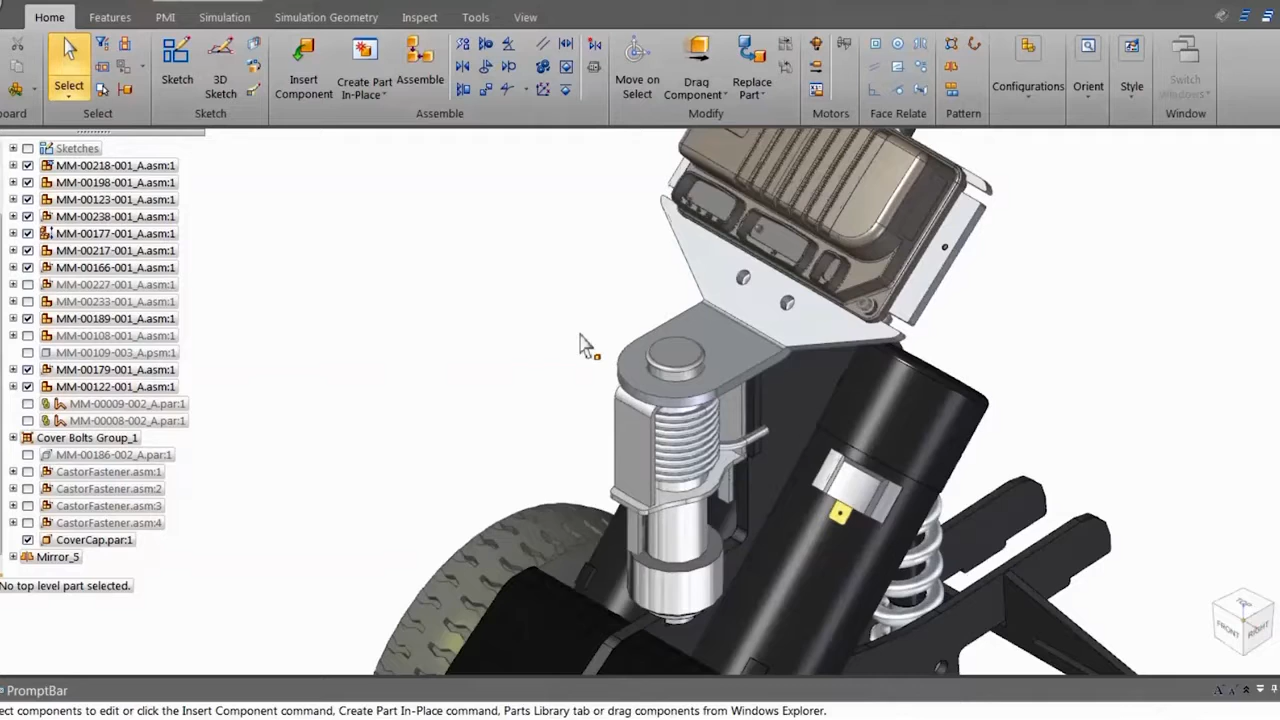 Home Features PMI Simulation Simulation Geometry Inspect Tools View
Select Sketch 3D Sketch Insert Component Create Part In-Place Assemble Move on Select Drag Component Replace Part Configurations Orient Style Switch Windows
board Select Sketch Assemble Modify Motors Face Relate Pattern Window
Sketches
MM-00218-001_A.asm:1
MM-00198-001_A.asm:1
MM-00123-001_A.asm:1
MM-00238-001_A.asm:1
MM-00177-001_A.asm:1
MM-00217-001_A.asm:1
MM-00166-001_A.asm:1
MM-00227-001_A.asm:1
MM-00233-001_A.asm:1
MM-00189-001_A.asm:1
MM-00108-001_A.asm:1
MM-00109-003_A.psm:1
MM-00179-001_A.asm:1
MM-00122-001_A.asm:1
MM-00009-002_A.par:1
MM-00008-002_A.par:1
Cover Bolts Group_1
MM-00186-002_A.par:1
CastorFastener.asm:1
CastorFastener.asm:2
CastorFastener.asm:3
CastorFastener.asm:4
CoverCap.par:1
Mirror_5
No top level part selected.
TOP
FRONT RIGHT
PromptBar
ect components to edit or click the Insert Component command, Create Part In-Place command, Parts Library tab or drag components from Windows Explorer.